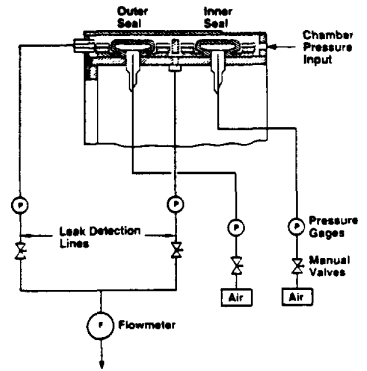 Outer
Seal
Inner
Seal
Chamber
Pressure
Input
P
P
P
P
Leak Detection
Lines
Pressure
Gages
Manual
Valves
Air
Air
F
Flowmeter